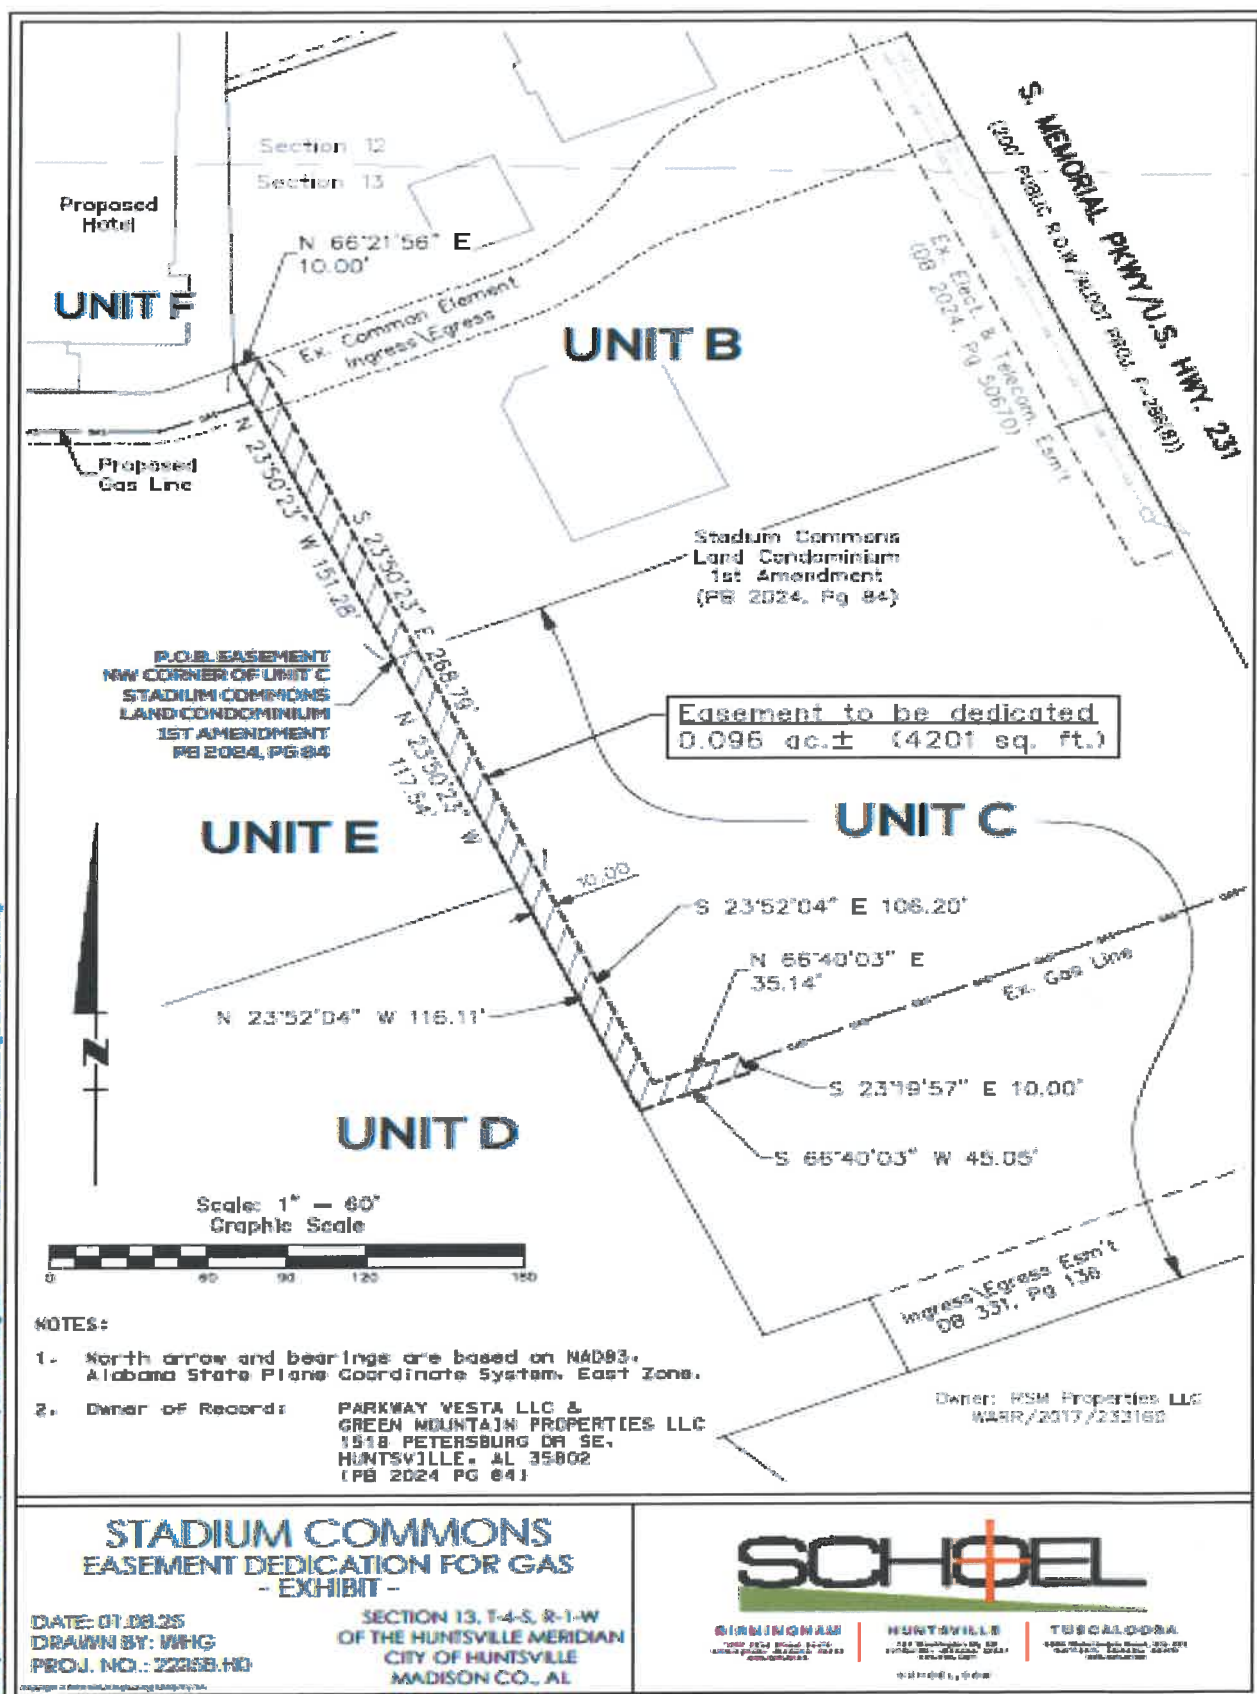 Section 12
Section 13
Proposed
Hotel
N 66°21'56" E
10.00'
UNIT F
Ex. Common Element
Ingress\Egress
UNIT B
S. MEMORIAL PKWY/U.S. HWY. 231
(200' PUBLIC R.O.W./ALDOT PROJ. F-286(8))
Ex. Elect. & Telecom. Esm't
(DB 2024, Pg 50670)
Proposed
Gas Line
N 23°50'23" W 151.26'
S 23°50'23" E 268.79'
Stadium Commons
Land Condominium
1st Amendment
(PB 2024, Pg 84)
P.O.B. EASEMENT
NW CORNER OF UNIT C
STADIUM COMMONS
LAND CONDOMINIUM
1ST AMENDMENT
PB 2024, PG 84
N 23°50'23" W
117.54'
Easement to be dedicated
0.096 ac.± (4201 sq. ft.)
UNIT E
UNIT C
10.00
S 23°52'04" E 106.20'
N 66°40'03" E
35.14'
Ex. Gas Line
N 23°52'04" W 116.11'
N
S 23°19'57" E 10.00'
UNIT D
S 66°40'03" W 45.05'
Scale: 1" = 60'
Graphic Scale
0 60 90 120 180
Ingress\Egress Esm't
DB 331, Pg 138
NOTES:
1. North arrow and bearings are based on NAD83,
Alabama State Plane Coordinate System, East Zone.
2. Owner of Record: PARKWAY VESTA LLC &
GREEN MOUNTAIN PROPERTIES LLC
1518 PETERSBURG DR SE,
HUNTSVILLE, AL 35802
(PB 2024 PG 84)
Owner: RSM Properties LLC
WARR/2017/233160
STADIUM COMMONS
EASEMENT DEDICATION FOR GAS
- EXHIBIT -
DATE: 01.08.25
DRAWN BY: WHG
PROJ. NO.:
SECTION 13, T-4-S, R-1-W
OF THE HUNTSVILLE MERIDIAN
CITY OF HUNTSVILLE
MADISON CO., AL
SCHOEL
BIRMINGHAM
HUNTSVILLE
TUSCALOOSA
SCHOEL.COM